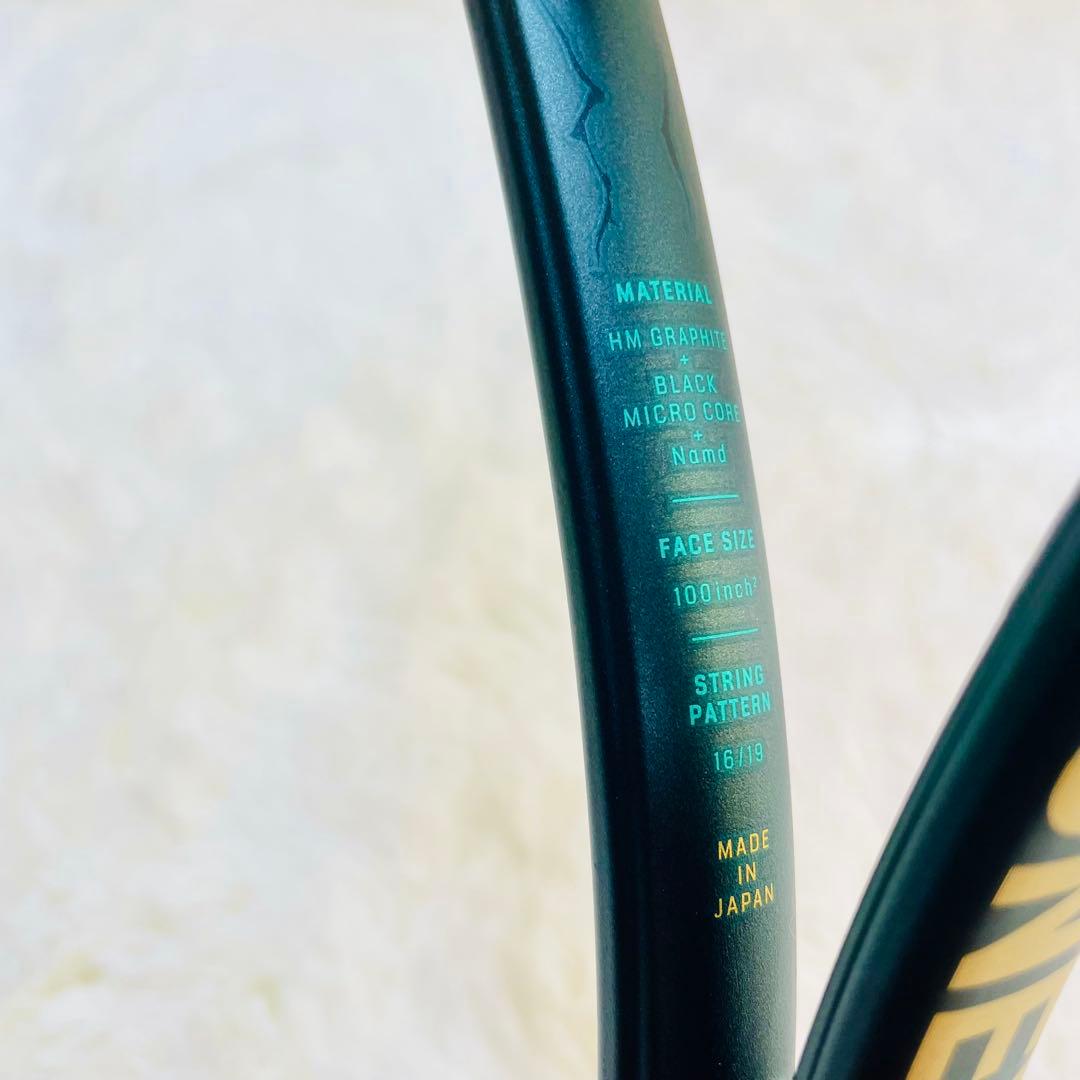 MATERIAL
HM GRAPHITE
+
BLACK
MICRO CORE
+
Namd
FACE SIZE
100inch²
STRING
PATTERN
16/19
MADE
IN
JAPAN